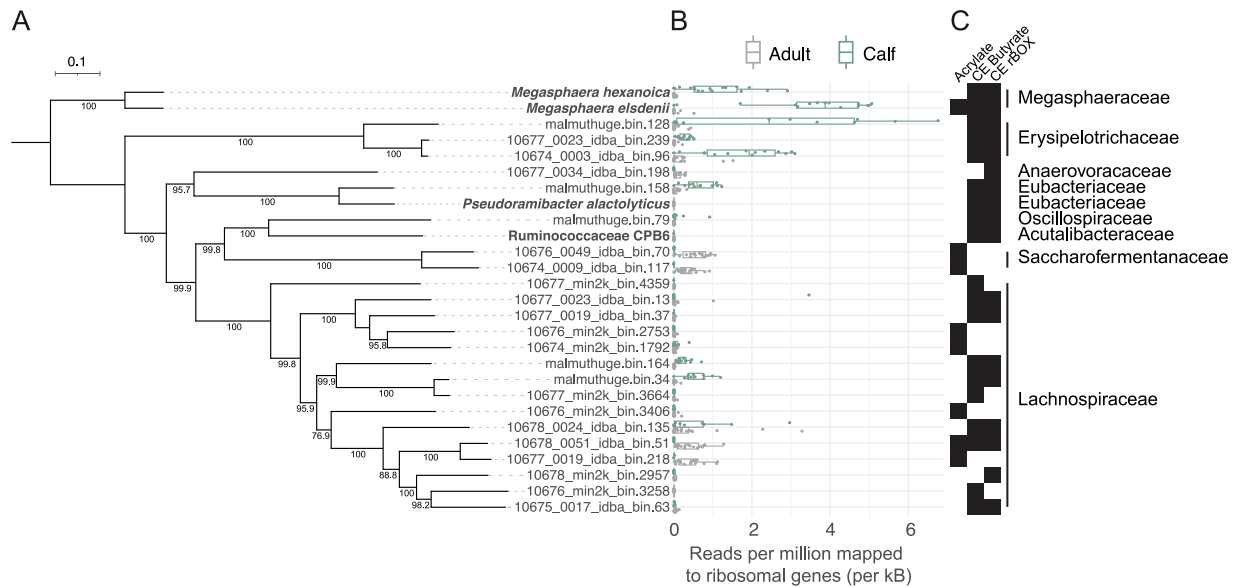 A
B
C
0.1
Adult
Calf
Acrylate
CE Butyrate
CE rBOX
Megasphaera hexanoica
Megasphaera elsdenii
malmuthuge.bin.128
10677_0023_idba_bin.239
10674_0003_idba_bin.96
10677_0034_idba_bin.198
malmuthuge.bin.158
Pseudoramibacter alactolyticus
malmuthuge.bin.79
Ruminococcaceae CPB6
10676_0049_idba_bin.70
10674_0009_idba_bin.117
10677_min2k_bin.4359
10677_0023_idba_bin.13
10677_0019_idba_bin.37
10676_min2k_bin.2753
10674_min2k_bin.1792
malmuthuge.bin.164
malmuthuge.bin.34
10677_min2k_bin.3664
10676_min2k_bin.3406
10678_0024_idba_bin.135
10678_0051_idba_bin.51
10677_0019_idba_bin.218
10678_min2k_bin.2957
10676_min2k_bin.3258
10675_0017_idba_bin.63
100
100
100
95.7
100
100
99.8
100
100
99.9
100
100
95.8
99.8
99.9
100
95.9
76.9
100
100
88.8
100
98.2
Megasphaeraceae
Erysipelotrichaceae
Anaerovoracaceae
Eubacteriaceae
Eubacteriaceae
Oscillospiraceae
Acutalibacteraceae
Saccharofermentanaceae
Lachnospiraceae
0 2 4 6
Reads per million mapped
to ribosomal genes (per kB)